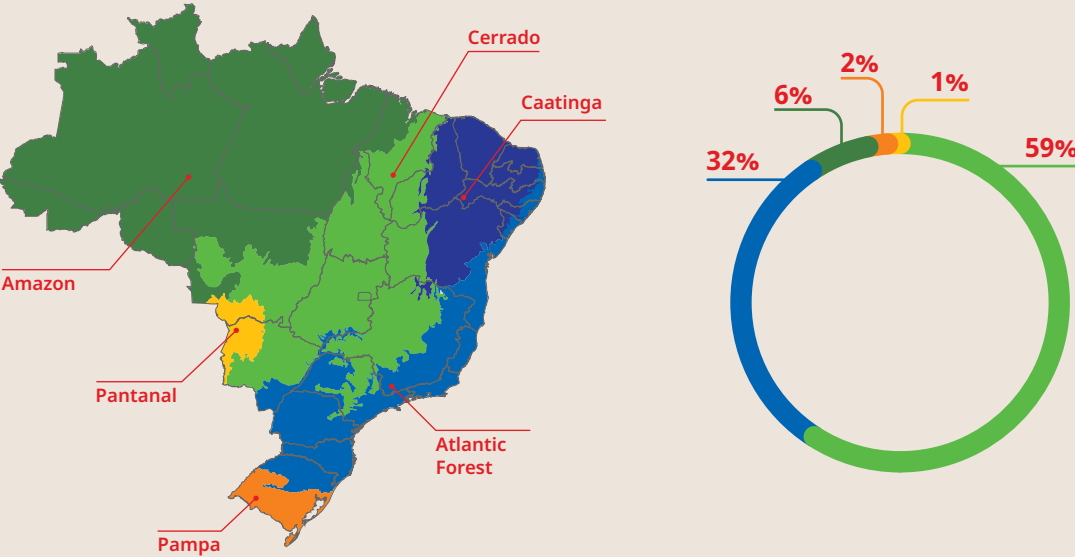 Cerrado
Caatinga
Amazon
Pantanal
Atlantic
Forest
Pampa
2%
1%
6%
59%
32%